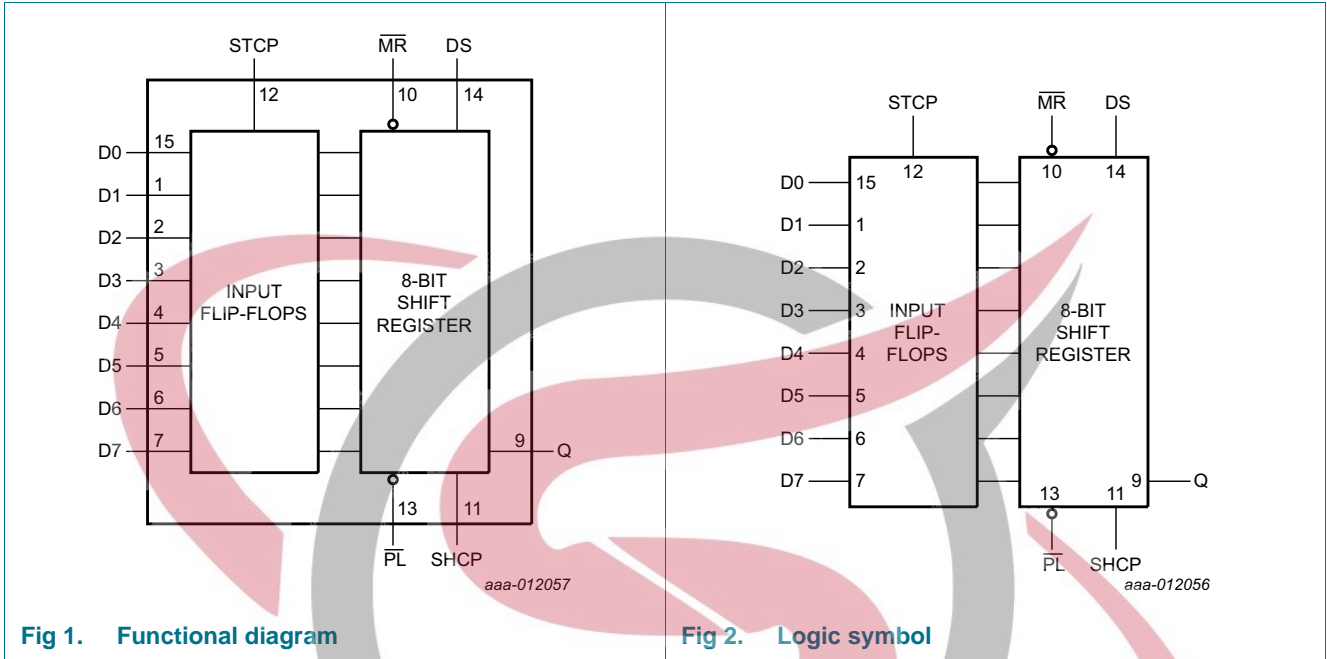 STCP
M̅R̅
DS
12
10
14
D0
15
D1
1
D2
2
D3
3
D4
4
D5
5
D6
6
D7
7
INPUT
FLIP-FLOPS
8-BIT
SHIFT
REGISTER
9
Q
13
11
P̅L̅
SHCP
aaa-012057
Fig 1. Functional diagram
STCP
M̅R̅
DS
12
10
14
D0
15
D1
1
D2
2
D3
3
D4
4
D5
5
D6
6
D7
7
INPUT
FLIP-
FLOPS
8-BIT
SHIFT
REGISTER
9
Q
13
11
P̅L̅
SHCP
aaa-012056
Fig 2. Logic symbol